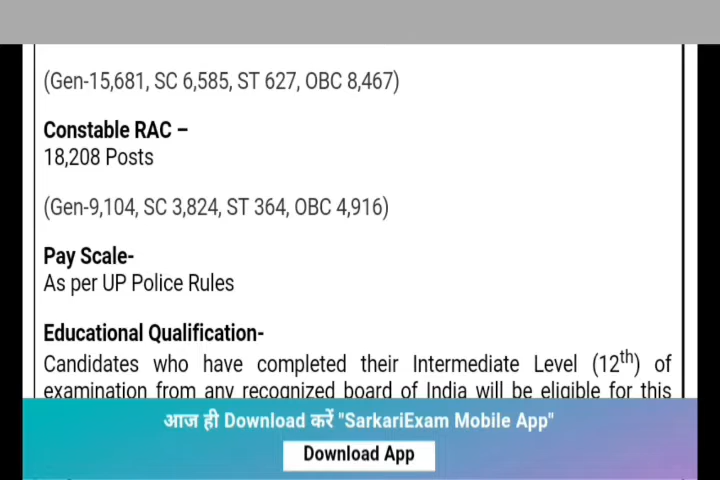 (Gen-15,681, SC 6,585, ST 627, OBC 8,467)
Constable RAC –
18,208 Posts
(Gen-9,104, SC 3,824, ST 364, OBC 4,916)
Pay Scale-
As per UP Police Rules
Educational Qualification-
Candidates who have completed their Intermediate Level (12th) of
examination from any recognized board of India will be eligible for this
आज ही Download करें "SarkariExam Mobile App"
Download App